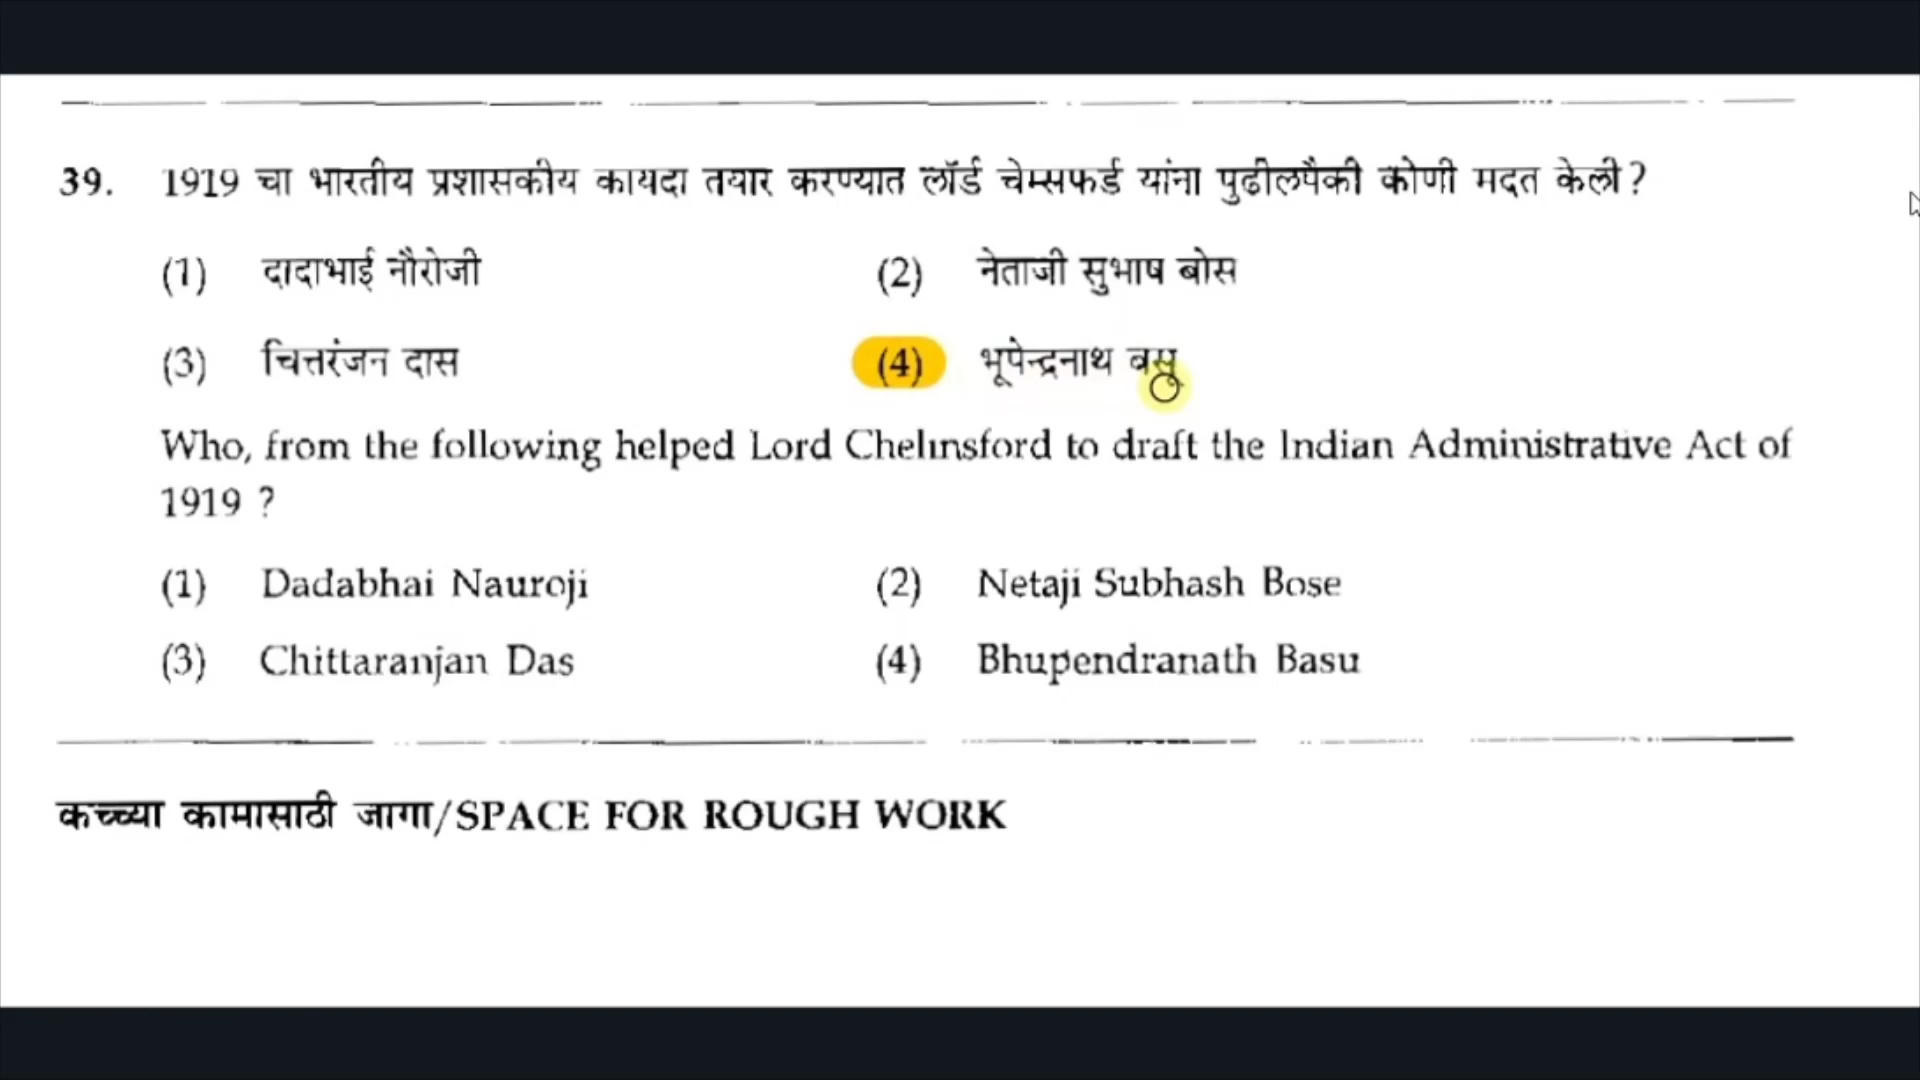 39. 1919 चा भारतीय प्रशासकीय कायदा तयार करण्यात लॉर्ड चेम्सफर्ड यांना पुढीलपैकी कोणी मदत केली?
(1) दादाभाई नौरोजी (2) नेताजी सुभाष बोस
(3) चित्तरंजन दास (4) भूपेन्द्रनाथ बसू
Who, from the following helped Lord Chelmsford to draft the Indian Administrative Act of
1919 ?
(1) Dadabhai Nauroji (2) Netaji Subhash Bose
(3) Chittaranjan Das (4) Bhupendranath Basu
कच्च्या कामासाठी जागा/SPACE FOR ROUGH WORK